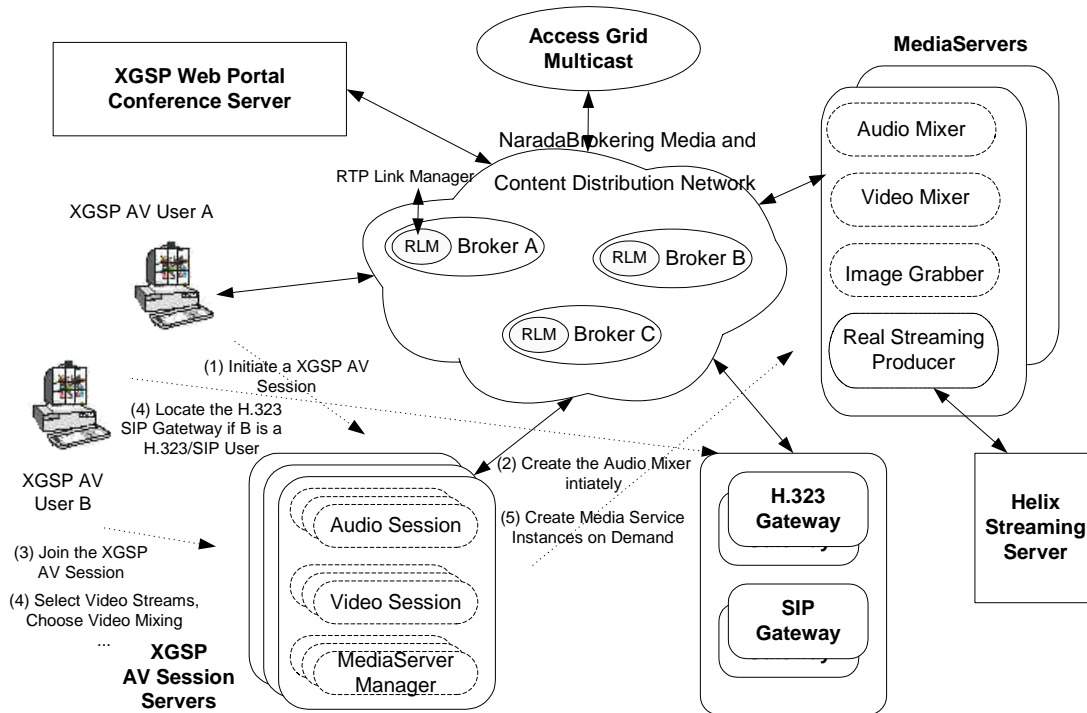 Access Grid
Multicast
MediaServers
XGSP Web Portal
Conference Server
Audio Mixer
Video Mixer
Image Grabber
Real Streaming
Producer
NaradaBrokering Media and
Content Distribution Network
RTP Link Manager
RLM Broker A
RLM Broker B
RLM Broker C
XGSP AV User A
(1) Initiate a XGSP AV
Session
(4) Locate the H.323
SIP Gatetway if B is a
H.323/SIP User
XGSP AV
User B
(2) Create the Audio Mixer
intiately
(5) Create Media Service
Instances on Demand
(3) Join the XGSP
AV Session
(4) Select Video Streams,
Choose Video Mixing
...
XGSP
AV Session
Servers
Audio Session
Video Session
MediaServer
Manager
H.323
Gateway
SIP
Gateway
Helix
Streaming
Server